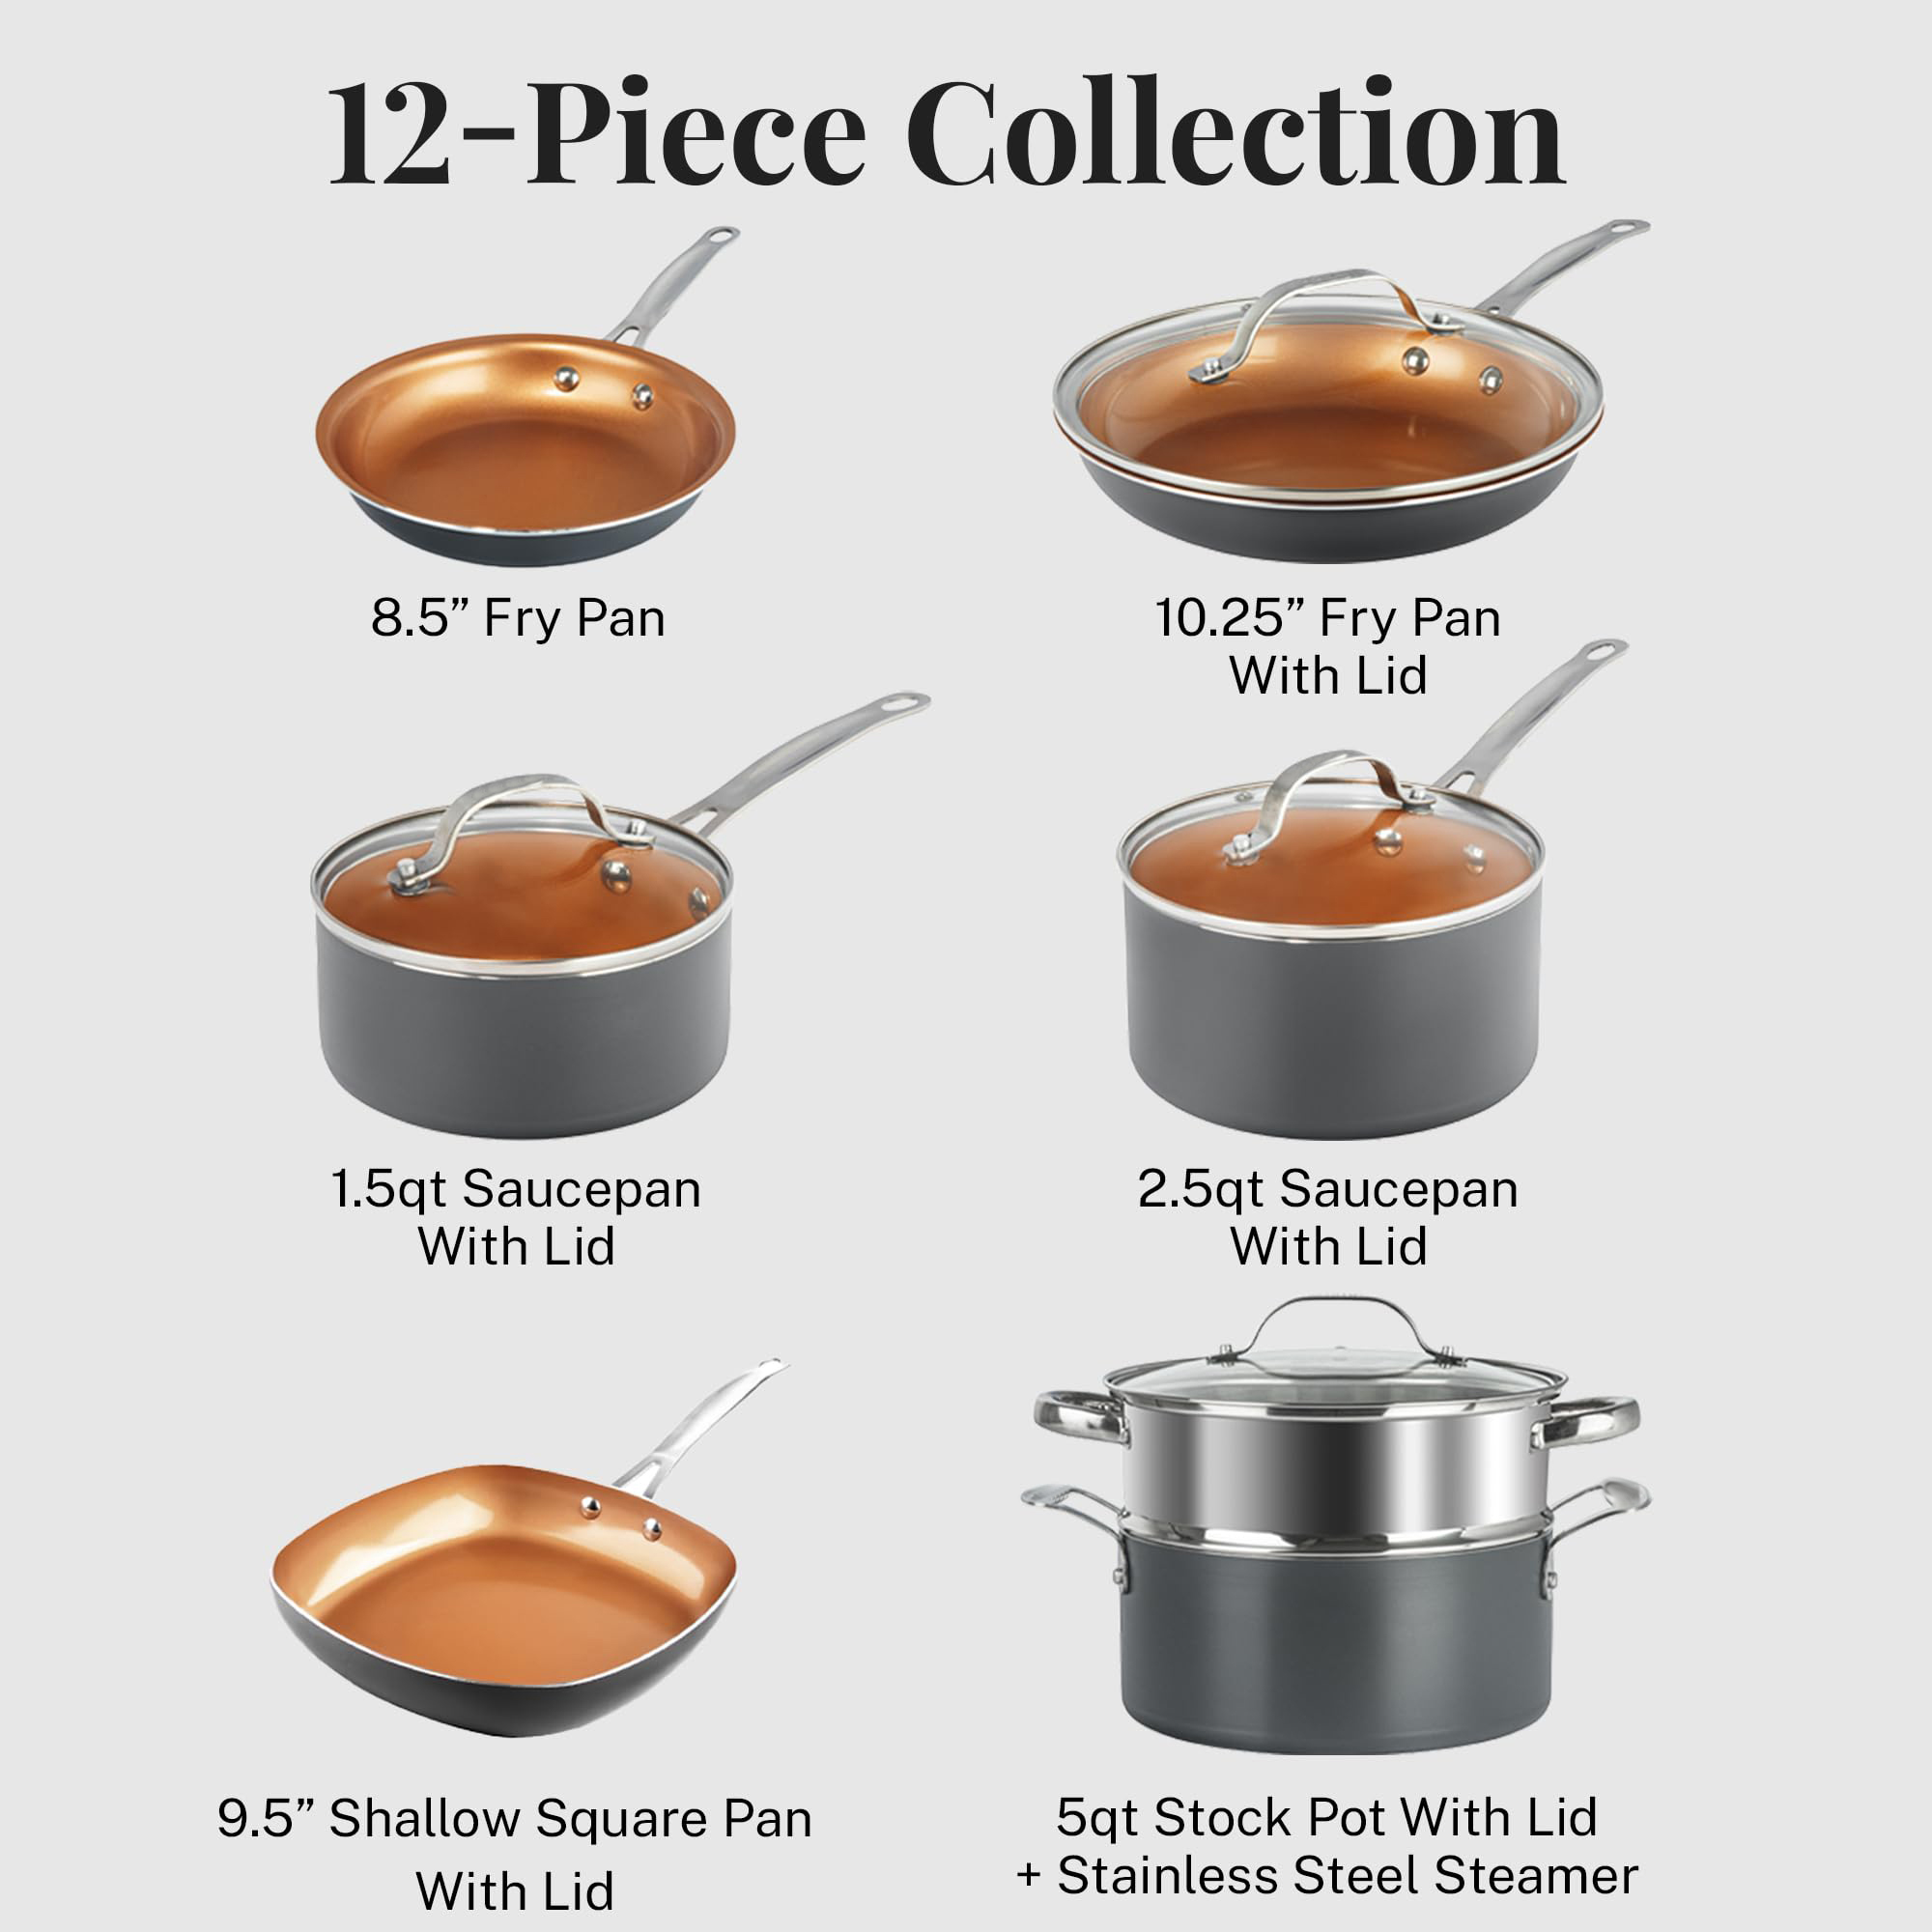 12-Piece Collection
8.5” Fry Pan
10.25” Fry Pan
With Lid
1.5qt Saucepan
With Lid
2.5qt Saucepan
With Lid
9.5” Shallow Square Pan
With Lid
5qt Stock Pot With Lid
+ Stainless Steel Steamer